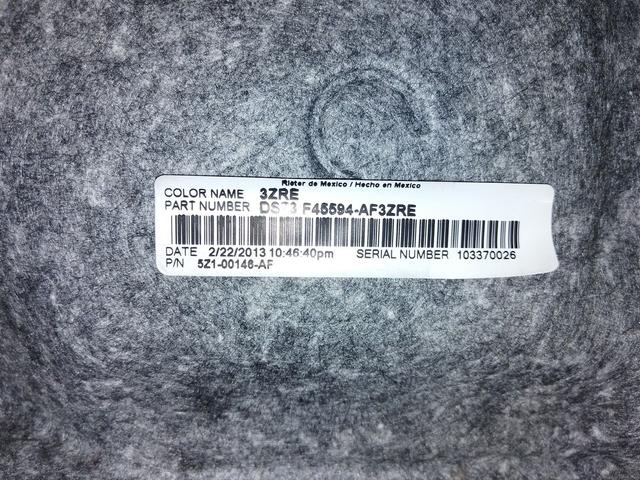 Rieter de Mexico / Hecho en Mexico
COLOR NAME 3ZRE
PART NUMBER DS73 F45594-AF3ZRE
DATE 2/22/2013 10:46:40pm SERIAL NUMBER 103370026
P/N 5Z1-00146-AF